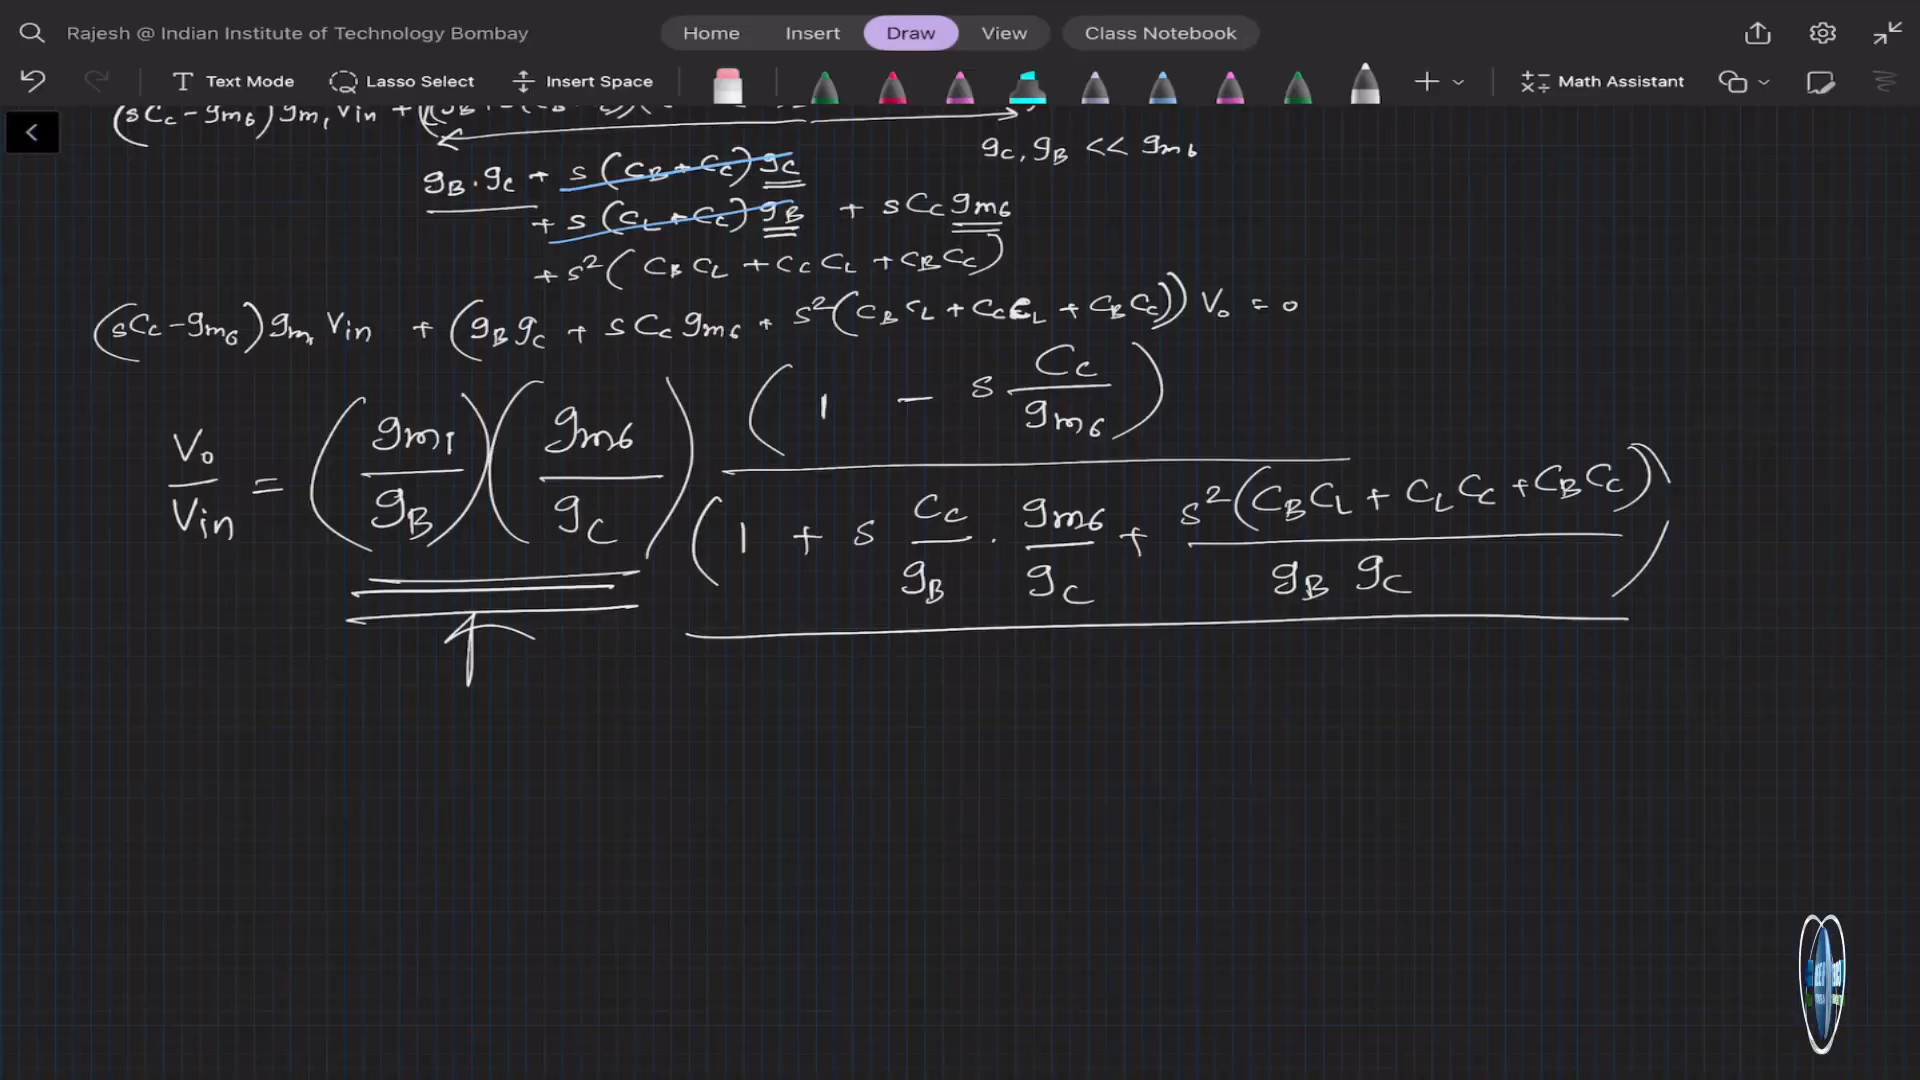 Rajesh @ Indian Institute of Technology Bombay Home Insert Draw View Class Notebook
Text Mode Lasso Select Insert Space Math Assistant
(sCc - gm6) gm1 Vin +
gc, gB << gm6
gB · gc + s (CB + Cc) gc
+ s (CL + Cc) gB + s Cc gm6
+ s² (CB CL + Cc CL + CB Cc)
(sCc - gm6) gm1 Vin + (gB gc + s Cc gm6 + s² (CB CL + Cc CL + CB Cc)) Vo = 0
Vo / Vin = (gm1 / gB) (gm6 / gc) (1 - s Cc / gm6)
(1 + s Cc / gB · gm6 / gc + s² (CB CL + CL Cc + CB Cc) / gB gc)